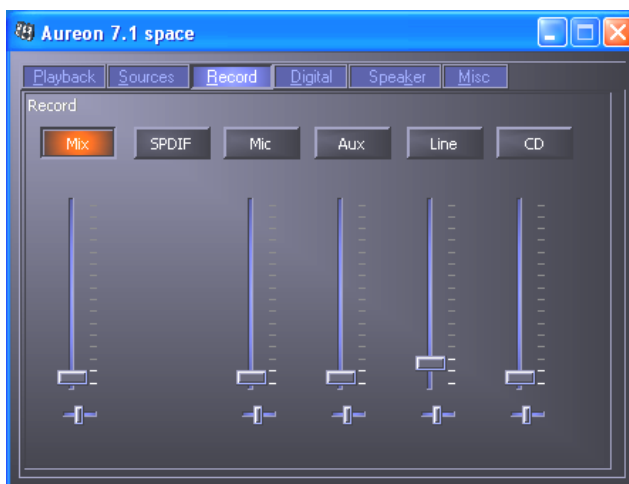 Aureon 7.1 space
Playback Sources Record Digital Speaker Misc
Record
Mix SPDIF Mic Aux Line CD